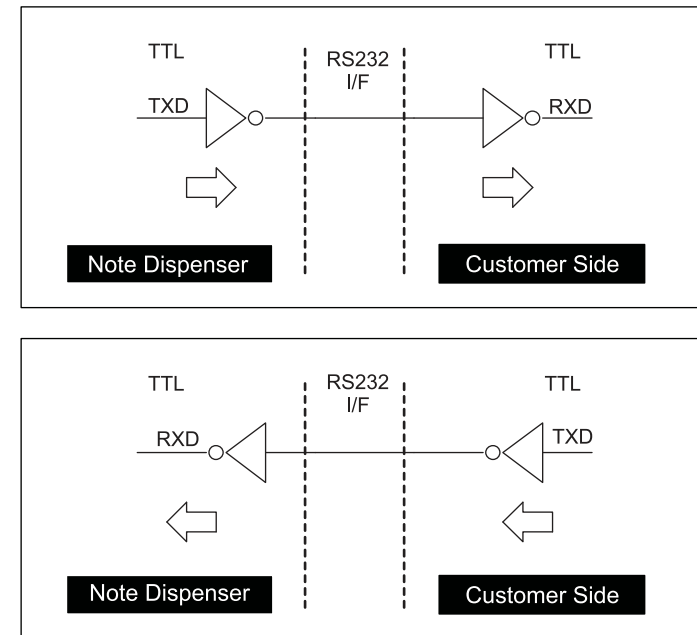 TTL
RS232
I/F
TTL
TXD
RXD
Note Dispenser
Customer Side
TTL
RS232
I/F
TTL
RXD
TXD
Note Dispenser
Customer Side